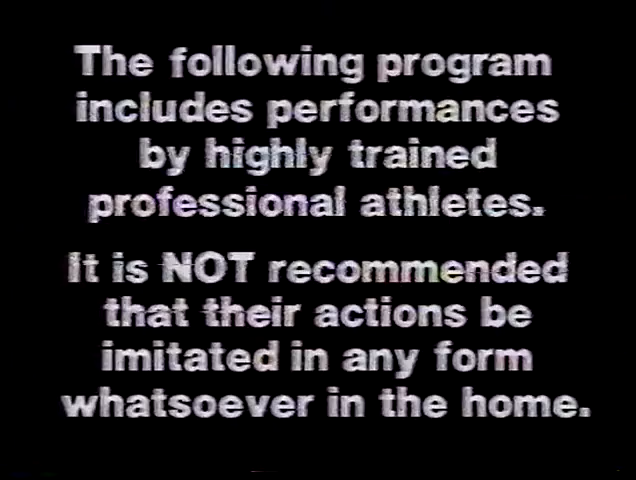 The following program
includes performances
by highly trained
professional athletes.
It is NOT recommended
that their actions be
imitated in any form
whatsoever in the home.